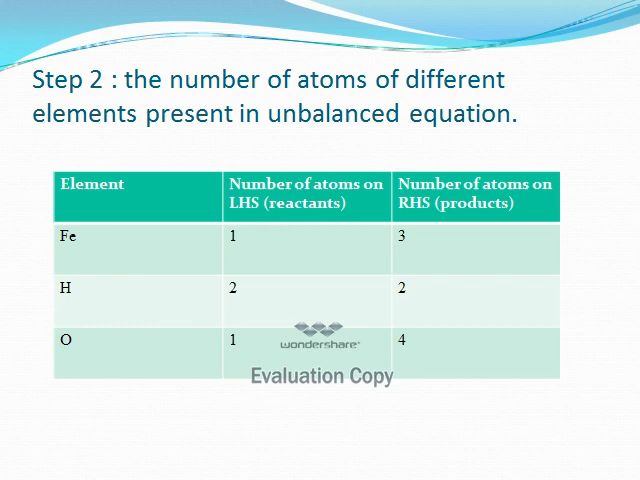 Step 2 : the number of atoms of different
elements present in unbalanced equation.
Element
Number of atoms on
LHS (reactants)
Number of atoms on
RHS (products)
Fe 1 3
H 2 2
O 1 4
wondershare™
Evaluation Copy